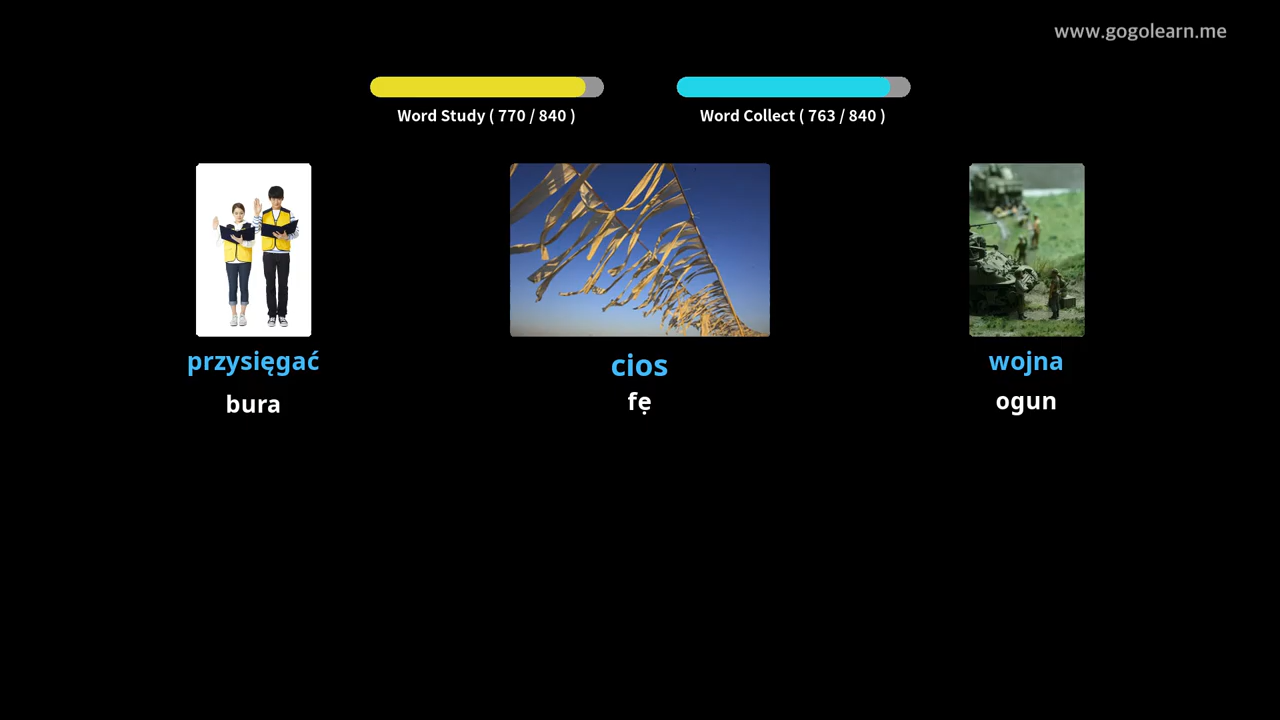 www.gogolearn.me
Word Study ( 770 / 840 )
Word Collect ( 763 / 840 )
przysięgać
bura
cios
fẹ
wojna
ogun